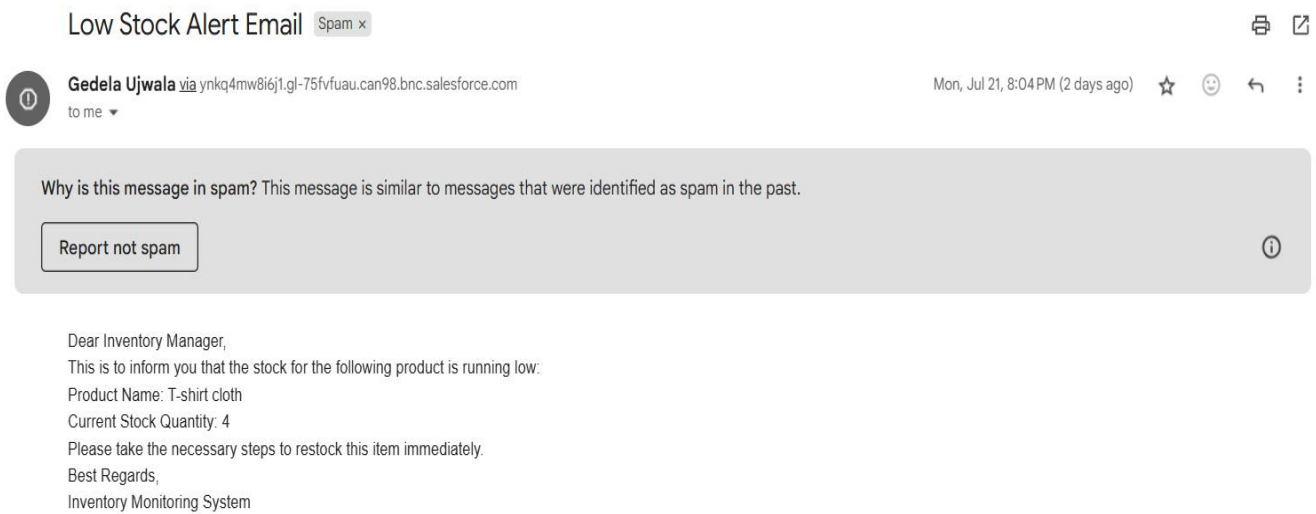 Low Stock Alert Email Spam ×
Gedela Ujwala via ynkq4mw8i6j1.gl-75fvfuau.can98.bnc.salesforce.com Mon, Jul 21, 8:04 PM (2 days ago)
to me
Why is this message in spam? This message is similar to messages that were identified as spam in the past.
Report not spam
Dear Inventory Manager,
This is to inform you that the stock for the following product is running low:
Product Name: T-shirt cloth
Current Stock Quantity: 4
Please take the necessary steps to restock this item immediately.
Best Regards,
Inventory Monitoring System